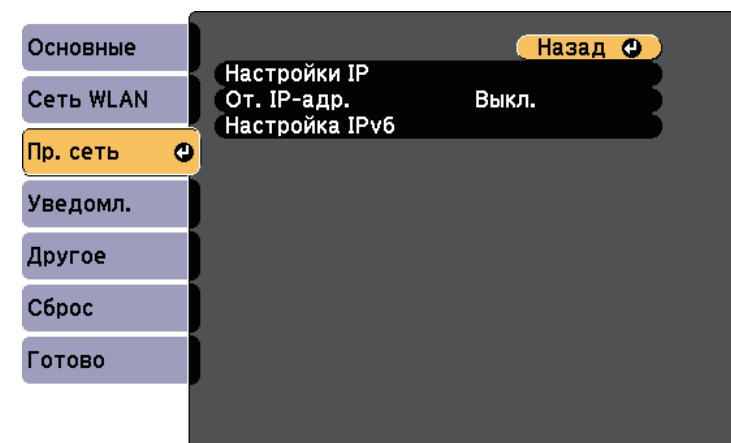 Основные
Сеть WLAN
Пр. сеть
Уведомл.
Другое
Сброс
Готово
Назад
Настройки IP
От. IP-адр. Выкл.
Настройка IPv6